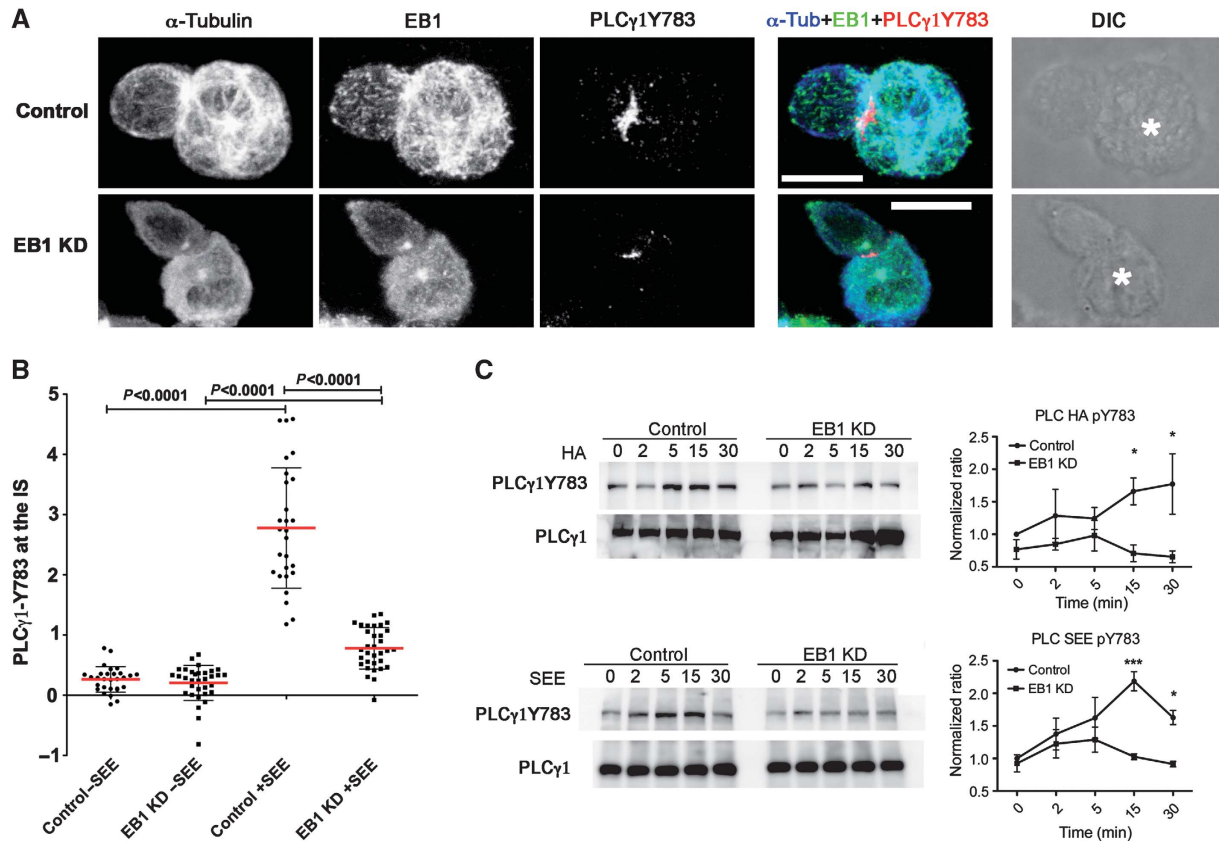 A
α-Tubulin EB1 PLCγ1Y783 α-Tub+EB1+PLCγ1Y783 DIC
Control
*
EB1 KD
*
B
PLCγ1-Y783 at the IS
5
4
3
2
1
0
−1
P<0.0001
P<0.0001
P<0.0001
Control –SEE
EB1 KD –SEE
Control +SEE
EB1 KD +SEE
C
Control EB1 KD
HA 0 2 5 15 30 0 2 5 15 30
PLCγ1Y783
PLCγ1
PLC HA pY783
Normalized ratio
2.5
2.0
1.5
1.0
0.5
Control
EB1 KD
* *
0 2 5 15 30
Time (min)
Control EB1 KD
SEE 0 2 5 15 30 0 2 5 15 30
PLCγ1Y783
PLCγ1
PLC SEE pY783
Normalized ratio
2.5
2.0
1.5
1.0
0.5
Control
EB1 KD
*** *
0 2 5 15 30
Time (min)